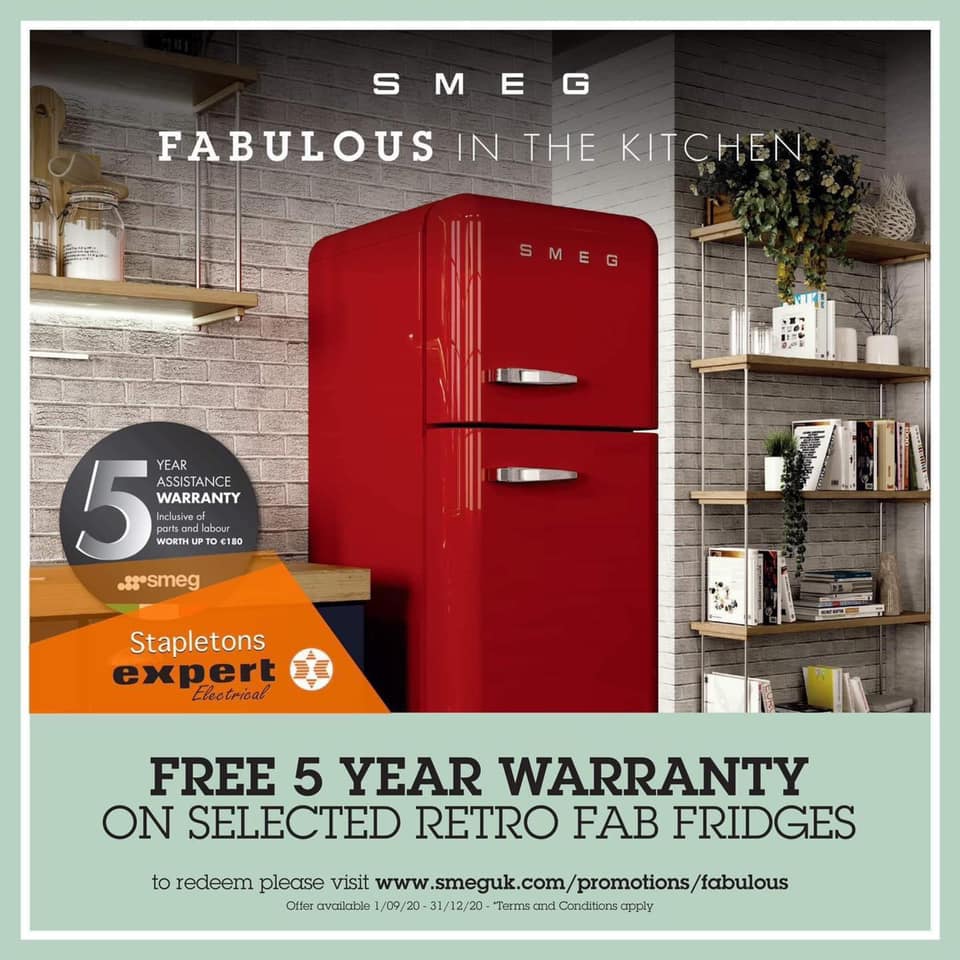 SMEG
FABULOUS IN THE KITCHEN
SMEG
5 YEAR
ASSISTANCE
WARRANTY
Inclusive of
parts and labour
WORTH UP TO €180
smeg
Stapletons
expert
Electrical
FREE 5 YEAR WARRANTY
ON SELECTED RETRO FAB FRIDGES
to redeem please visit www.smeguk.com/promotions/fabulous
Offer available 1/09/20 - 31/12/20 - *Terms and Conditions apply